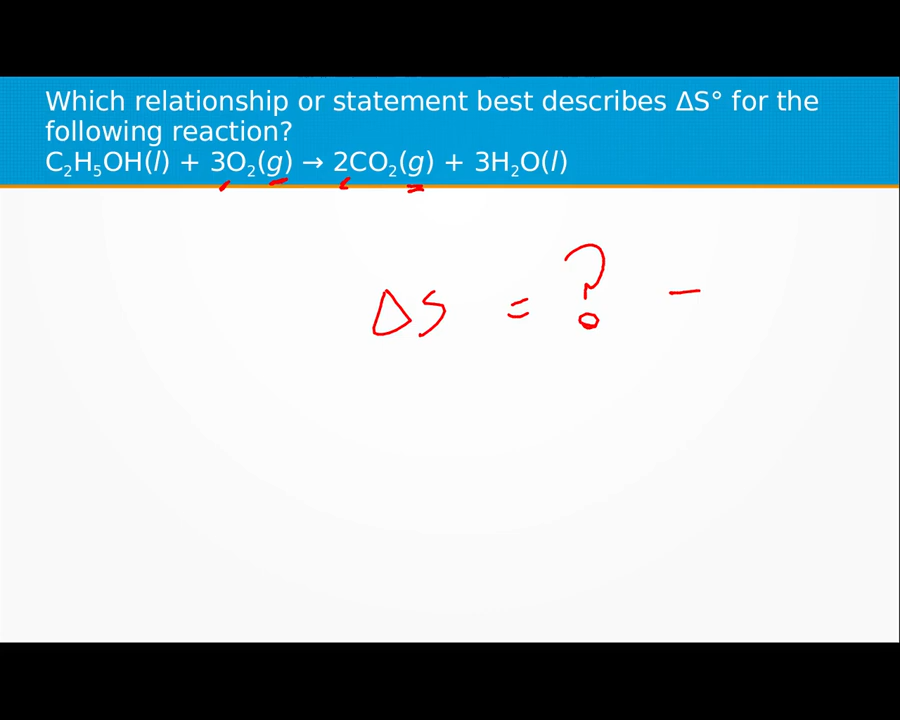 Which relationship or statement best describes ΔS° for the
following reaction?
C₂H₅OH(l) + 3O₂(g) → 2CO₂(g) + 3H₂O(l)
ΔS = ? –